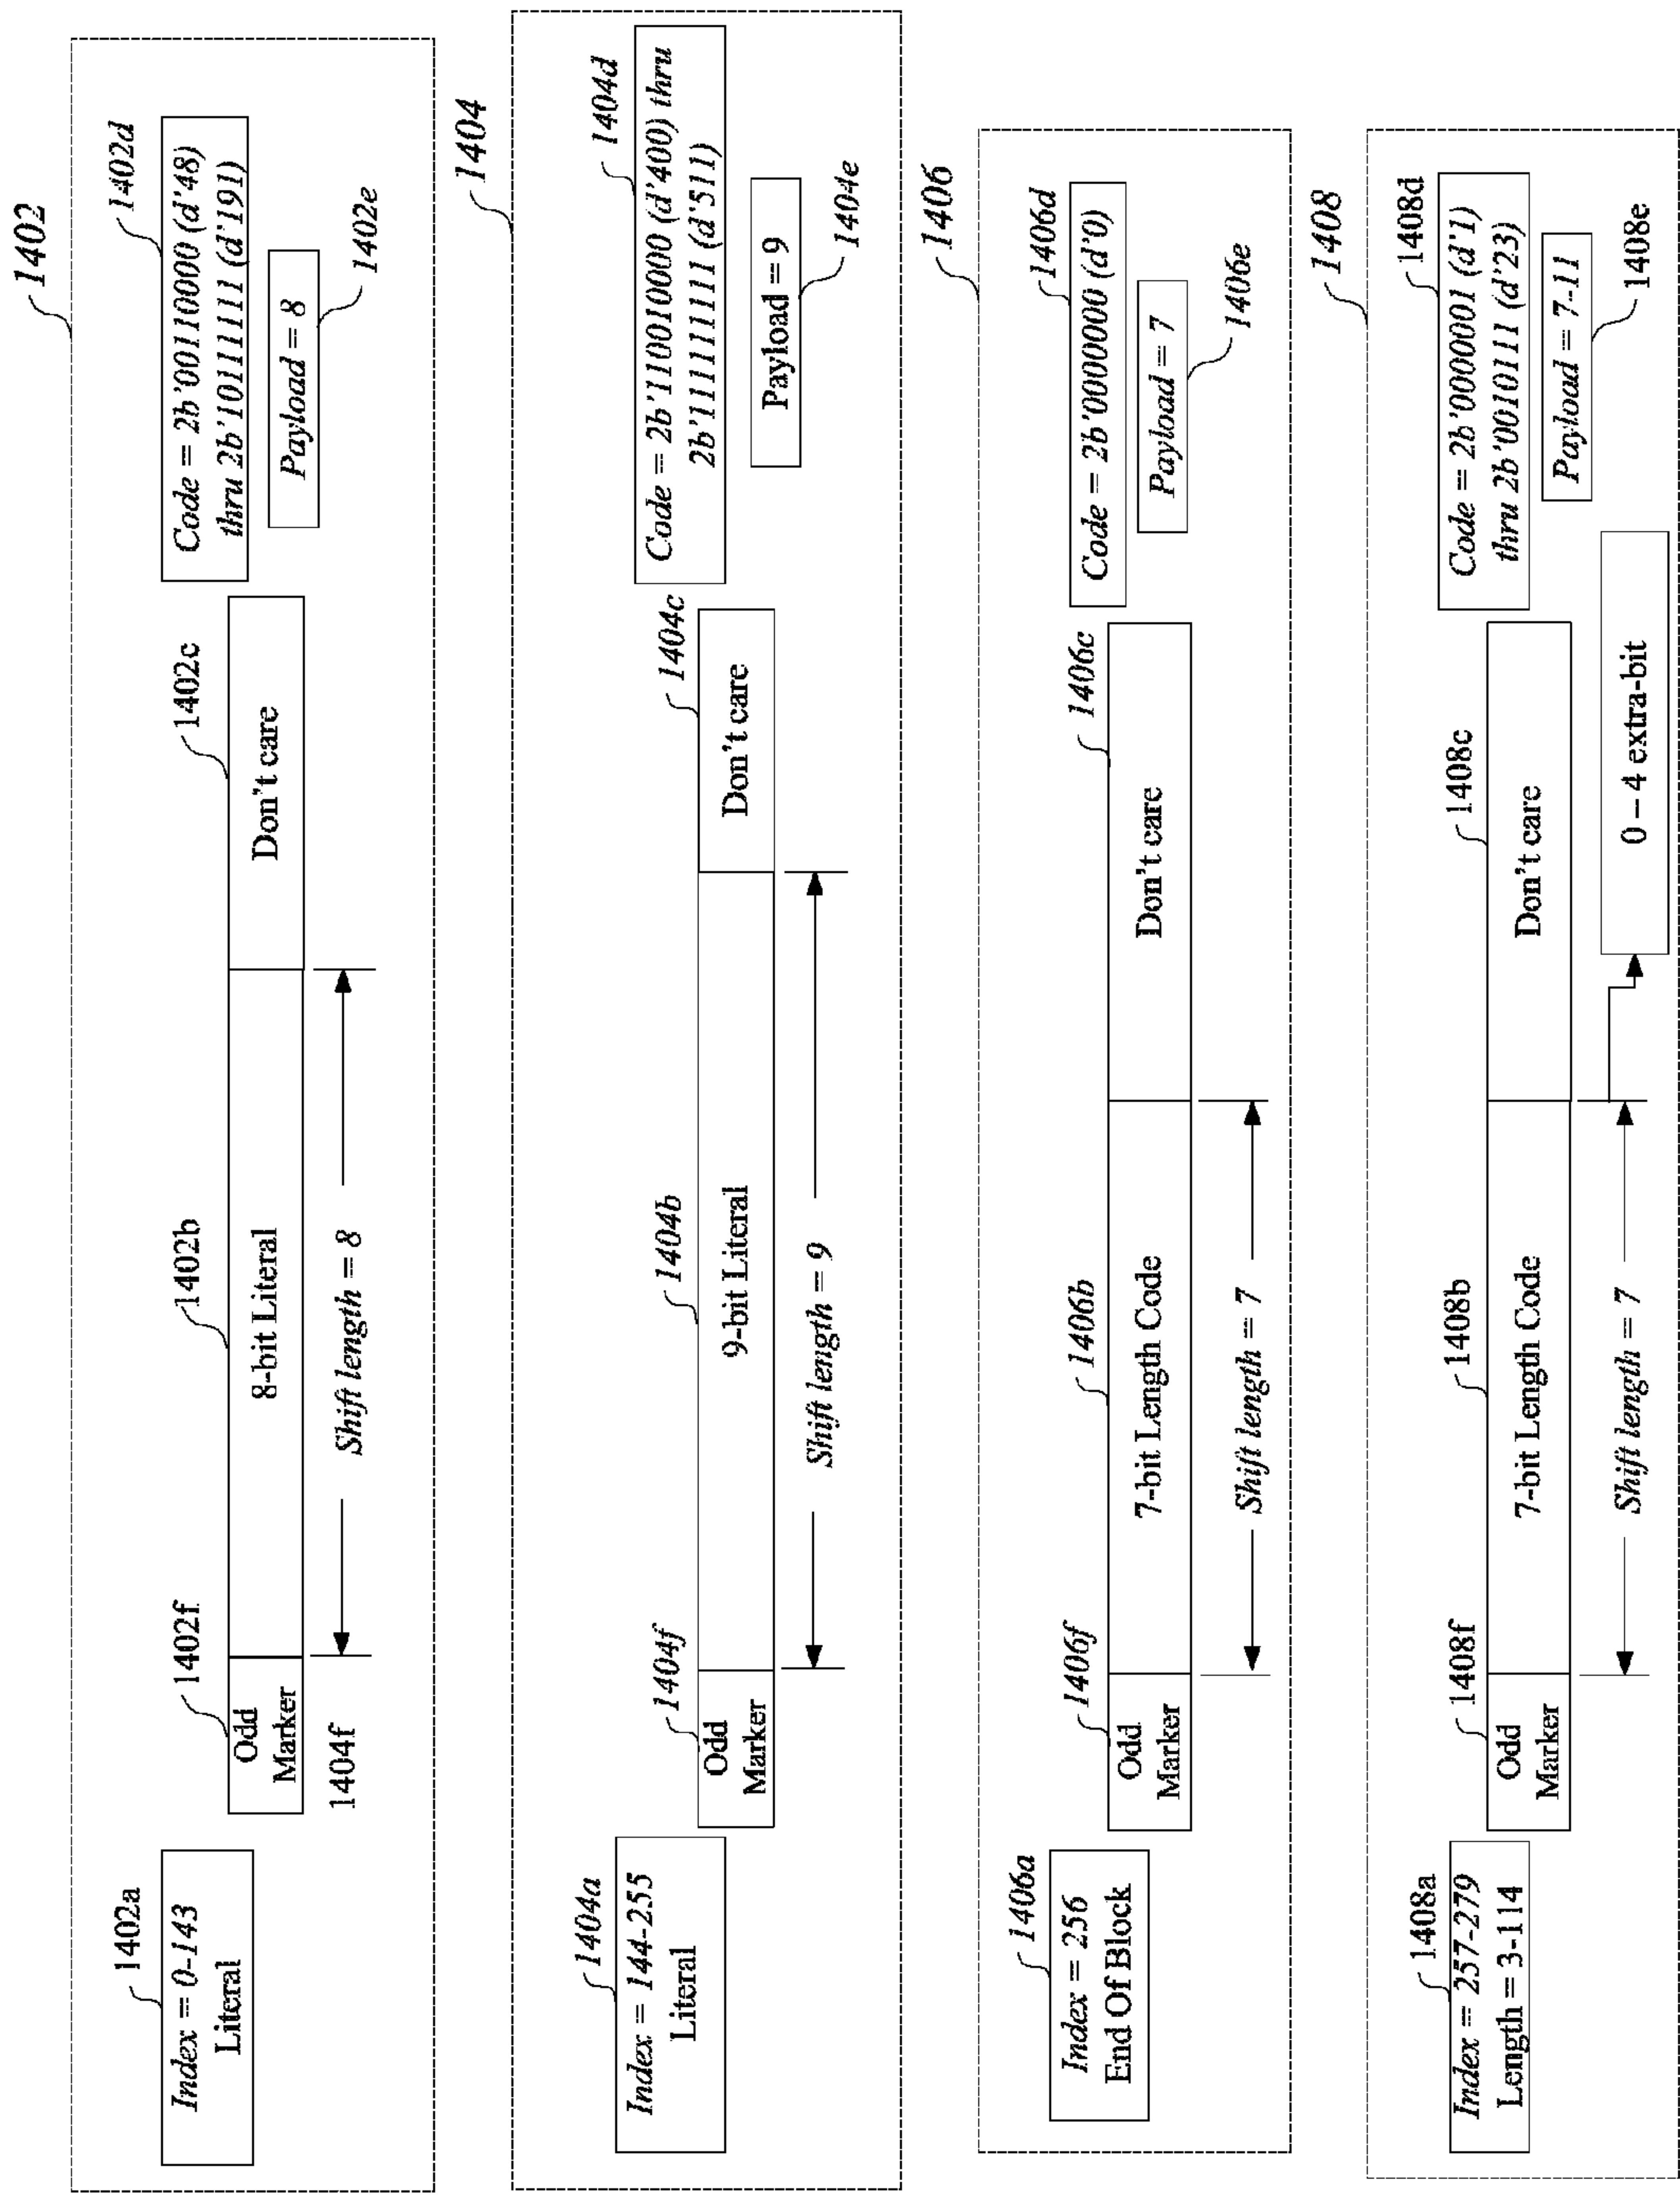 1402
1402a
Index = 0-143
Literal
1402f
Odd
Marker
1404f
1402b
8-bit Literal
Shift length = 8
1402c
Don't care
1402d
Code = 2b'00110000 (d'48)
thru 2b'10111111 (d'191)
Payload = 8
1402e
1404
1404a
Index = 144-255
Literal
1404f
Odd
Marker
1404b
9-bit Literal
Shift length = 9
1404c
Don't care
1404d
Code = 2b'110010000 (d'400) thru
2b'111111111 (d'511)
Payload = 9
1404e
1406
1406a
Index = 256
End Of Block
1406f
Odd
Marker
1406b
7-bit Length Code
Shift length = 7
1406c
Don't care
1406d
Code = 2b'0000000 (d'0)
Payload = 7
1406e
1408
1408a
Index = 257-279
Length = 3-114
1408f
Odd
Marker
1408b
7-bit Length Code
Shift length = 7
1408c
Don't care
0 – 4 extra-bit
1408d
Code = 2b'0000001 (d'1)
thru 2b'0010111 (d'23)
Payload = 7-11
1408e